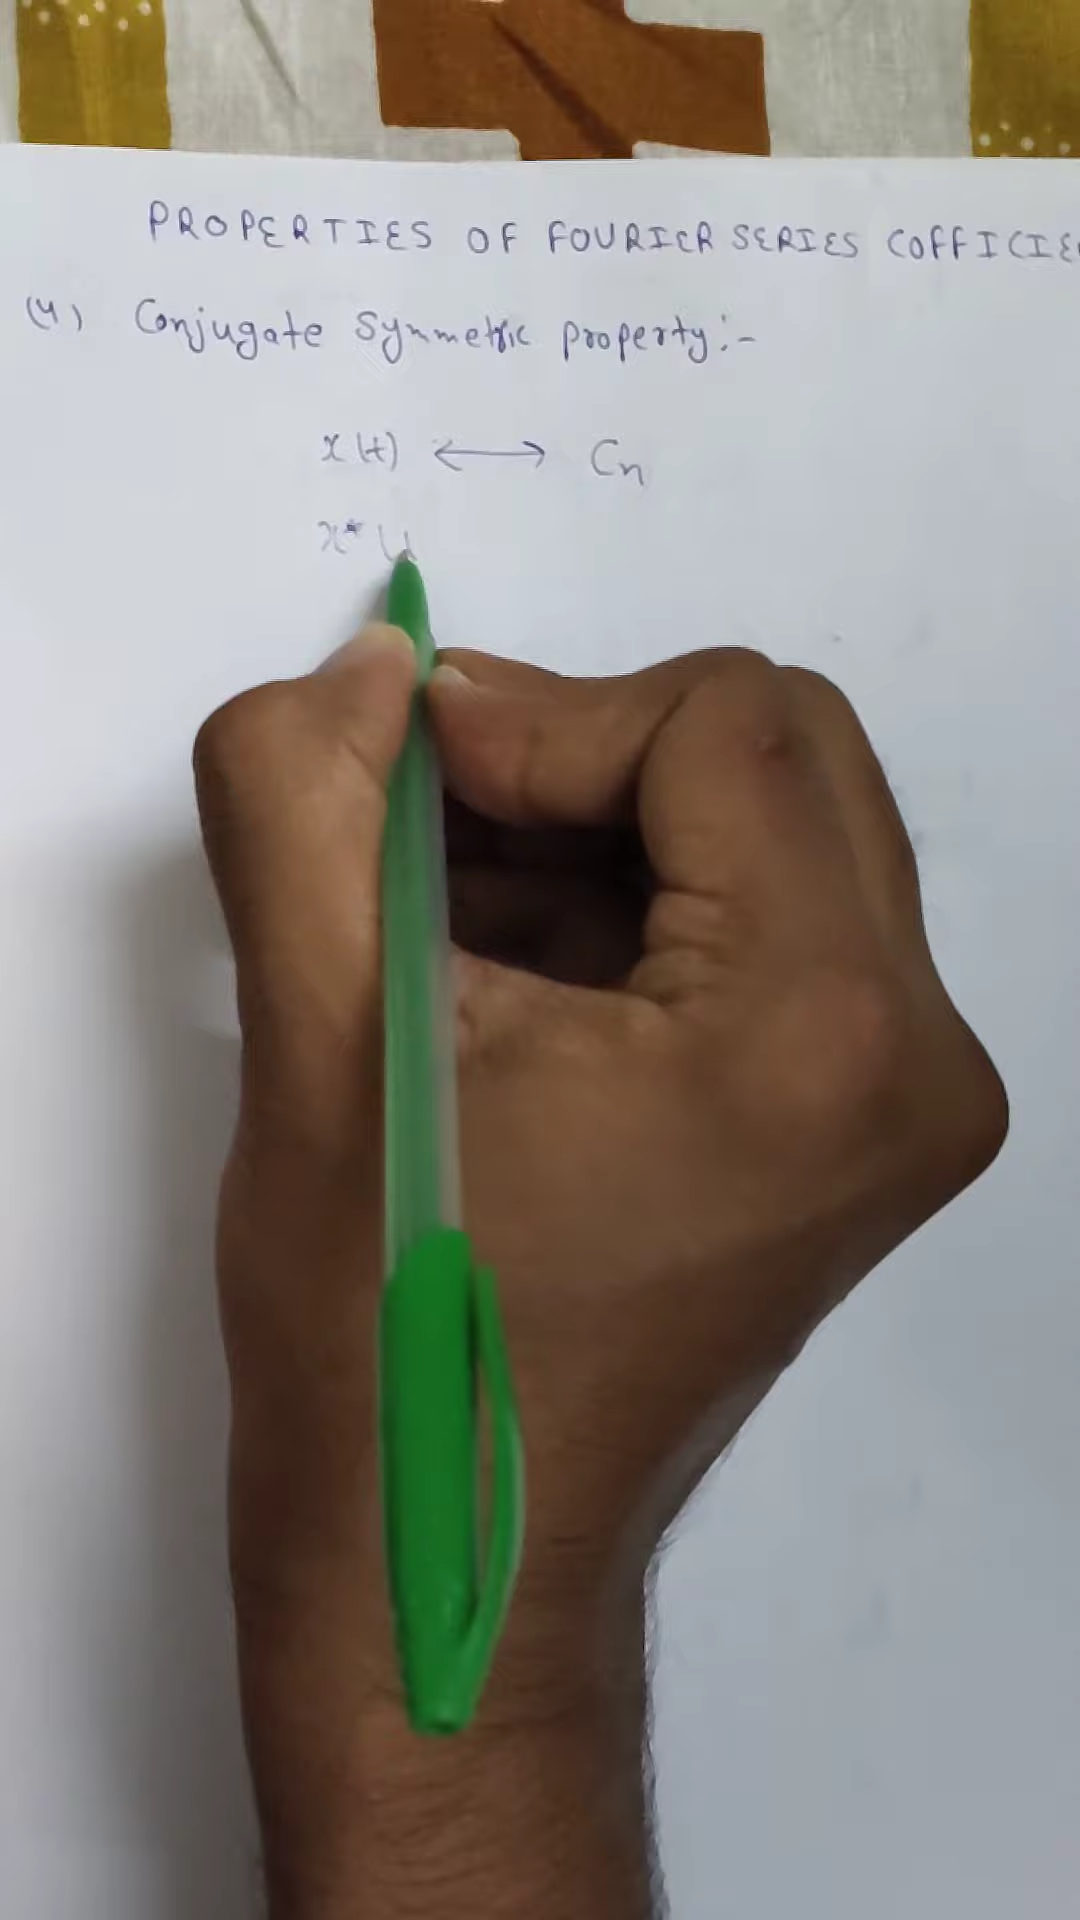 PROPERTIES OF FOURIER SERIES COFFICIE
(4) Conjugate Symmetric property:-
x(t) ⟷ Cn
x*